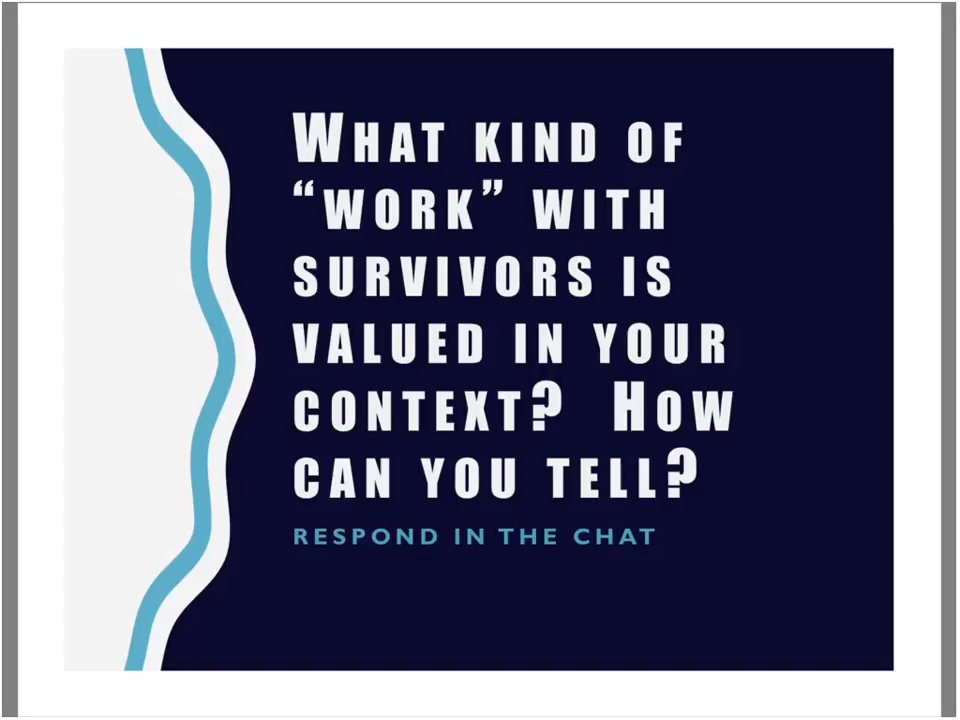 WHAT KIND OF
“WORK” WITH
SURVIVORS IS
VALUED IN YOUR
CONTEXT? HOW
CAN YOU TELL?
RESPOND IN THE CHAT